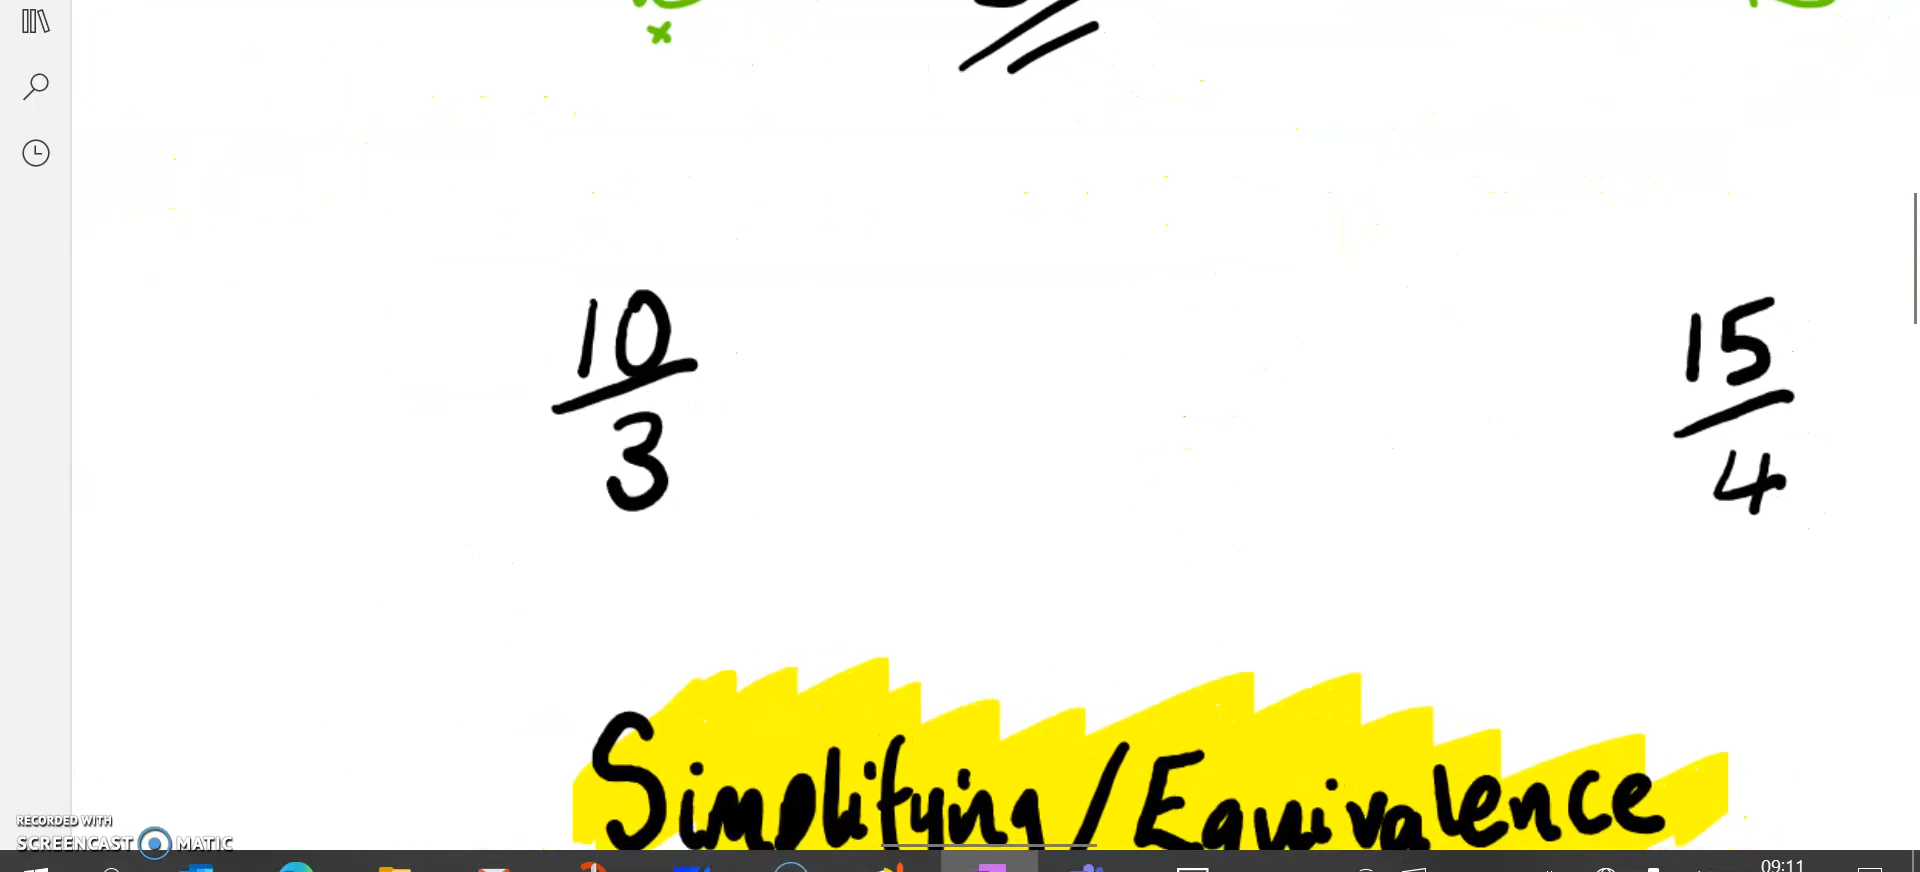 x
10
3
15
4
Simplifying/Equivalence
RECORDED WITH
SCREENCAST MATIC
09:11